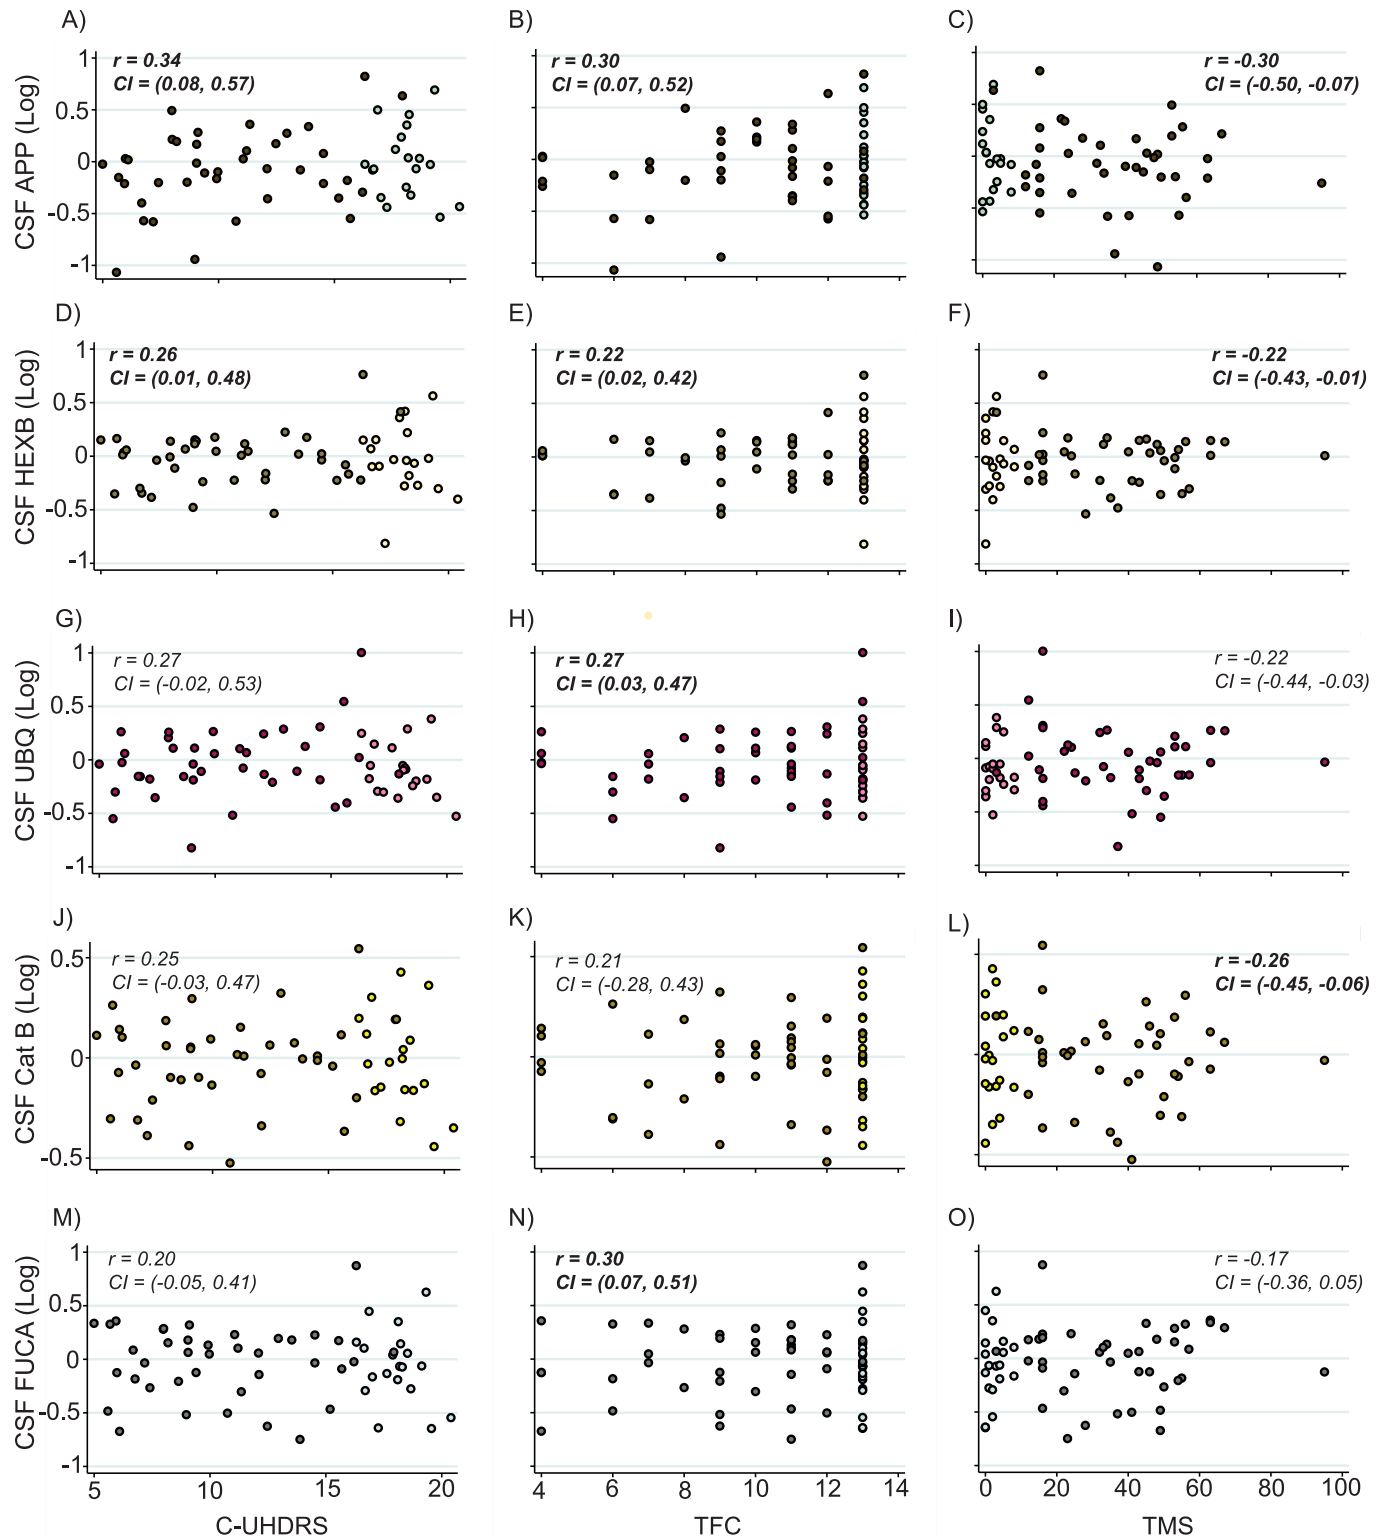 A)
B)
C)
CSF APP (Log)
1
0.5
0
-0.5
-1
r = 0.34
CI = (0.08, 0.57)
r = 0.30
CI = (0.07, 0.52)
r = -0.30
CI = (-0.50, -0.07)
D)
E)
F)
CSF HEXB (Log)
1
0.5
0
-0.5
-1
r = 0.26
CI = (0.01, 0.48)
r = 0.22
CI = (0.02, 0.42)
r = -0.22
CI = (-0.43, -0.01)
G)
H)
I)
CSF UBQ (Log)
1
0.5
0
-0.5
-1
r = 0.27
CI = (-0.02, 0.53)
r = 0.27
CI = (0.03, 0.47)
r = -0.22
CI = (-0.44, -0.03)
J)
K)
L)
CSF Cat B (Log)
0.5
0
-0.5
r = 0.25
CI = (-0.03, 0.47)
r = 0.21
CI = (-0.28, 0.43)
r = -0.26
CI = (-0.45, -0.06)
M)
N)
O)
CSF FUCA (Log)
1
0.5
0
-0.5
-1
r = 0.20
CI = (-0.05, 0.41)
r = 0.30
CI = (0.07, 0.51)
r = -0.17
CI = (-0.36, 0.05)
5 10 15 20
4 6 8 10 12 14
0 20 40 60 80 100
C-UHDRS
TFC
TMS